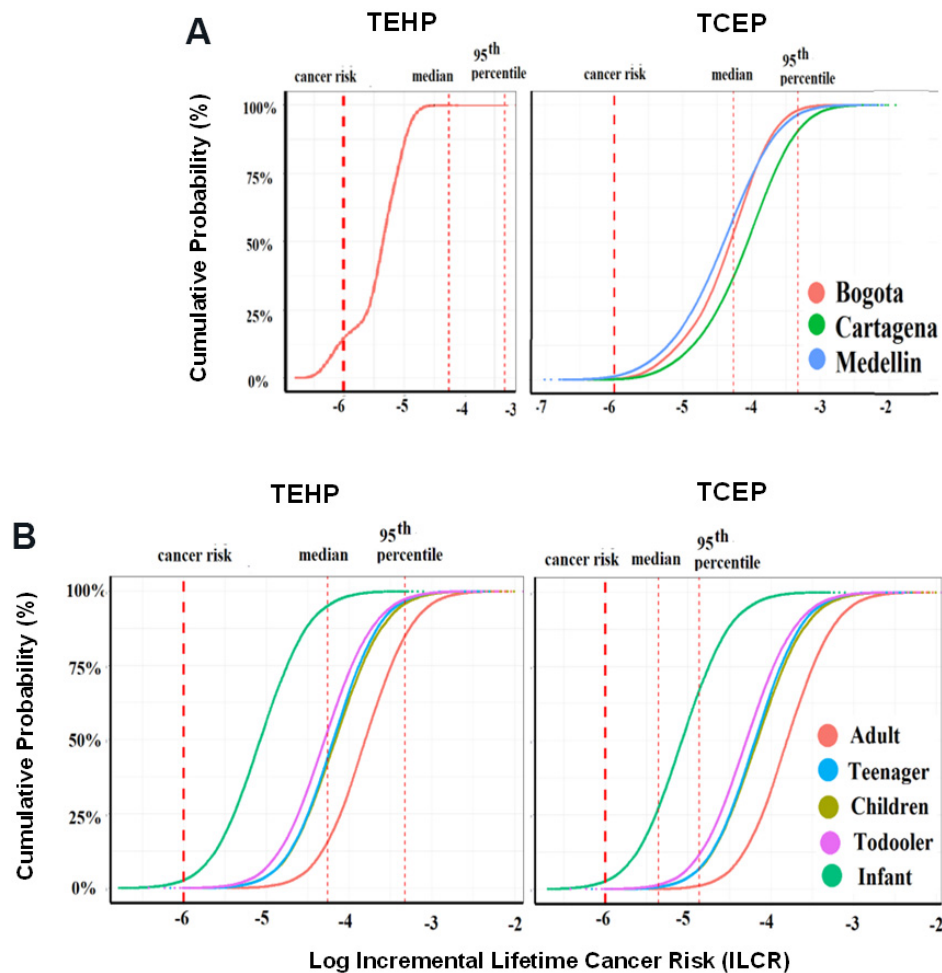 A
TEHP
TCEP
cancer risk
median
95th
percentile
cancer risk
median
95th
percentile
Cumulative Probability (%)
100%
75%
50%
25%
0%
Bogota
Cartagena
Medellin
-6
-5
-4
-3
-7
-6
-5
-4
-3
-2
B
TEHP
TCEP
cancer risk
median
95th
percentile
cancer risk
median
95th
percentile
Cumulative Probability (%)
100%
75%
50%
25%
0%
Adult
Teenager
Children
Todooler
Infant
-6
-5
-4
-3
-2
-6
-5
-4
-3
-2
Log Incremental Lifetime Cancer Risk (ILCR)